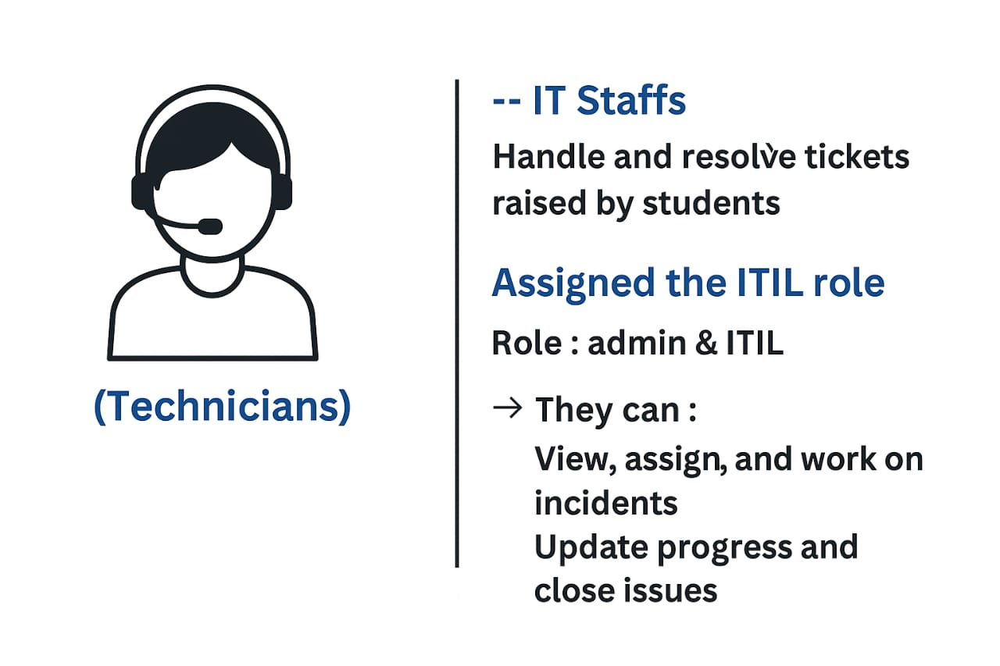 (Technicians)
-- IT Staffs
Handle and resolv̀e tickets
raised by students
Assigned the ITIL role
Role : admin & ITIL
→ They can :
View, assign, and work on
incidents
Update progress and
close issues